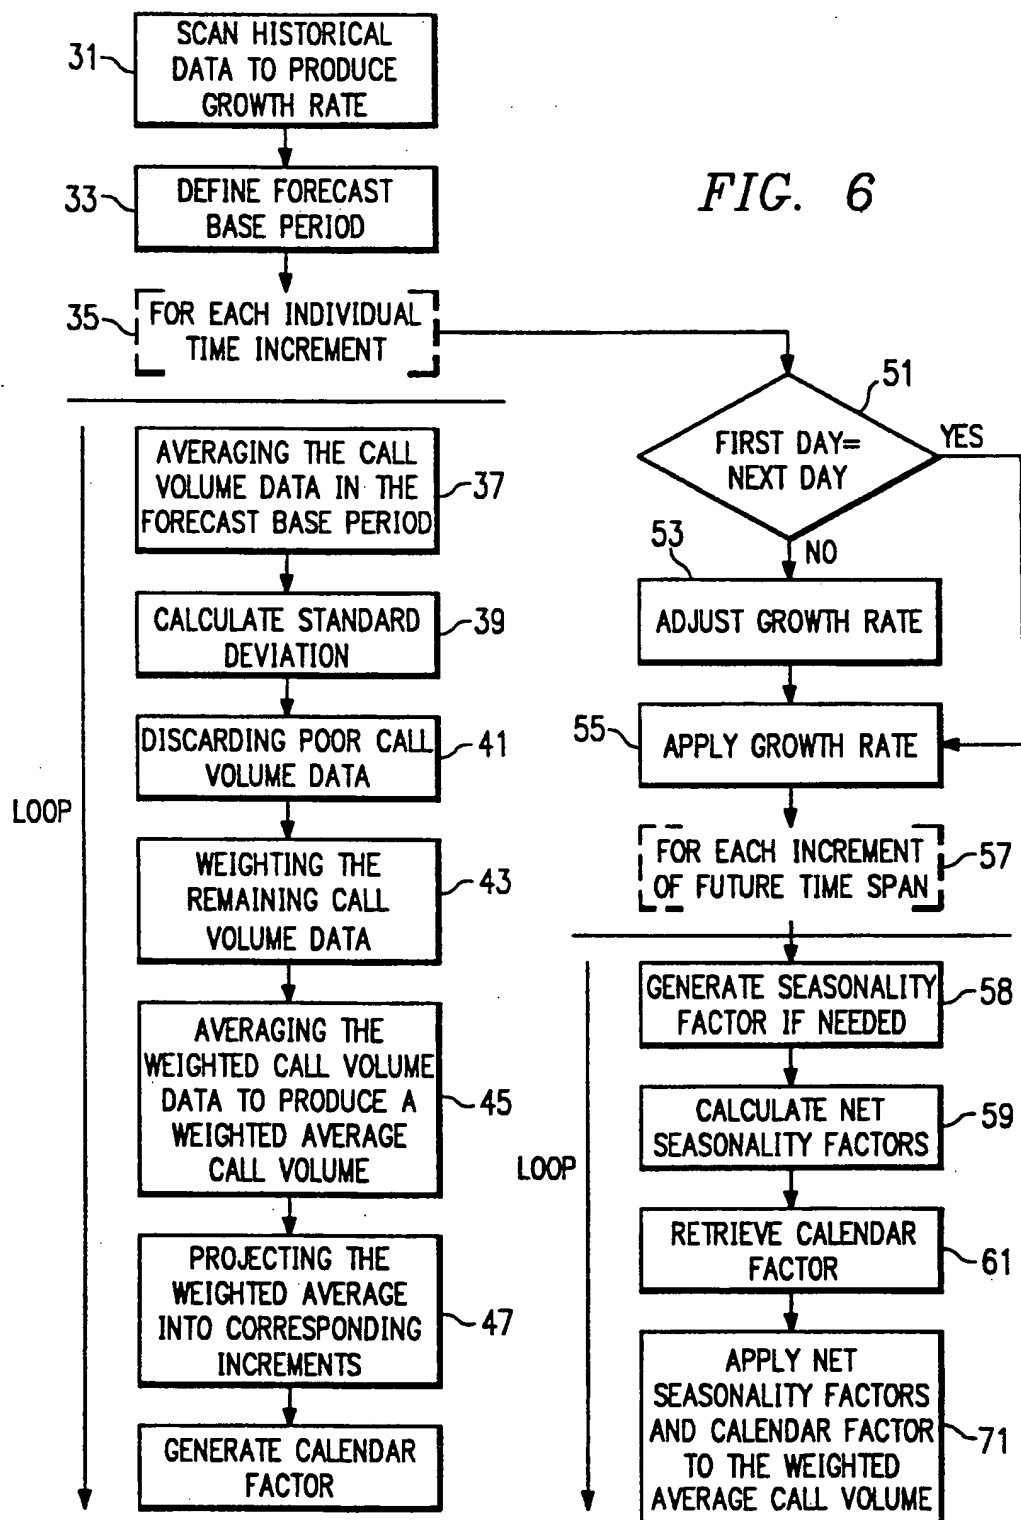 SCAN HISTORICAL
DATA TO PRODUCE
GROWTH RATE
31
DEFINE FORECAST
BASE PERIOD
33
FIG. 6
FOR EACH INDIVIDUAL
TIME INCREMENT
35
LOOP
AVERAGING THE CALL
VOLUME DATA IN THE
FORECAST BASE PERIOD
37
CALCULATE STANDARD
DEVIATION
39
DISCARDING POOR CALL
VOLUME DATA
41
WEIGHTING THE
REMAINING CALL
VOLUME DATA
43
AVERAGING THE
WEIGHTED CALL VOLUME
DATA TO PRODUCE A
WEIGHTED AVERAGE
CALL VOLUME
45
PROJECTING THE
WEIGHTED AVERAGE
INTO CORRESPONDING
INCREMENTS
47
GENERATE CALENDAR
FACTOR
51
FIRST DAY=
NEXT DAY
YES
NO
53
ADJUST GROWTH RATE
55
APPLY GROWTH RATE
FOR EACH INCREMENT
OF FUTURE TIME SPAN
57
LOOP
GENERATE SEASONALITY
FACTOR IF NEEDED
58
CALCULATE NET
SEASONALITY FACTORS
59
RETRIEVE CALENDAR
FACTOR
61
APPLY NET
SEASONALITY FACTORS
AND CALENDAR FACTOR
TO THE WEIGHTED
AVERAGE CALL VOLUME
71